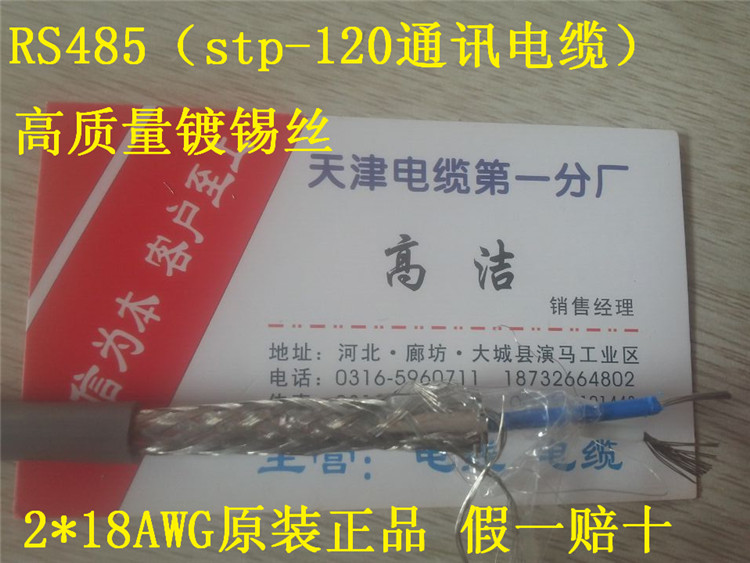 RS485（stp-120通讯电缆）
高质量镀锡丝
信为本 客户至上
天津电缆第一分厂
高 洁
销售经理
地址：河北·廊坊·大城县演马工业区
电话：0316-5960711 18732664802
主营： 电 电缆
2*18AWG原装正品 假一赔十